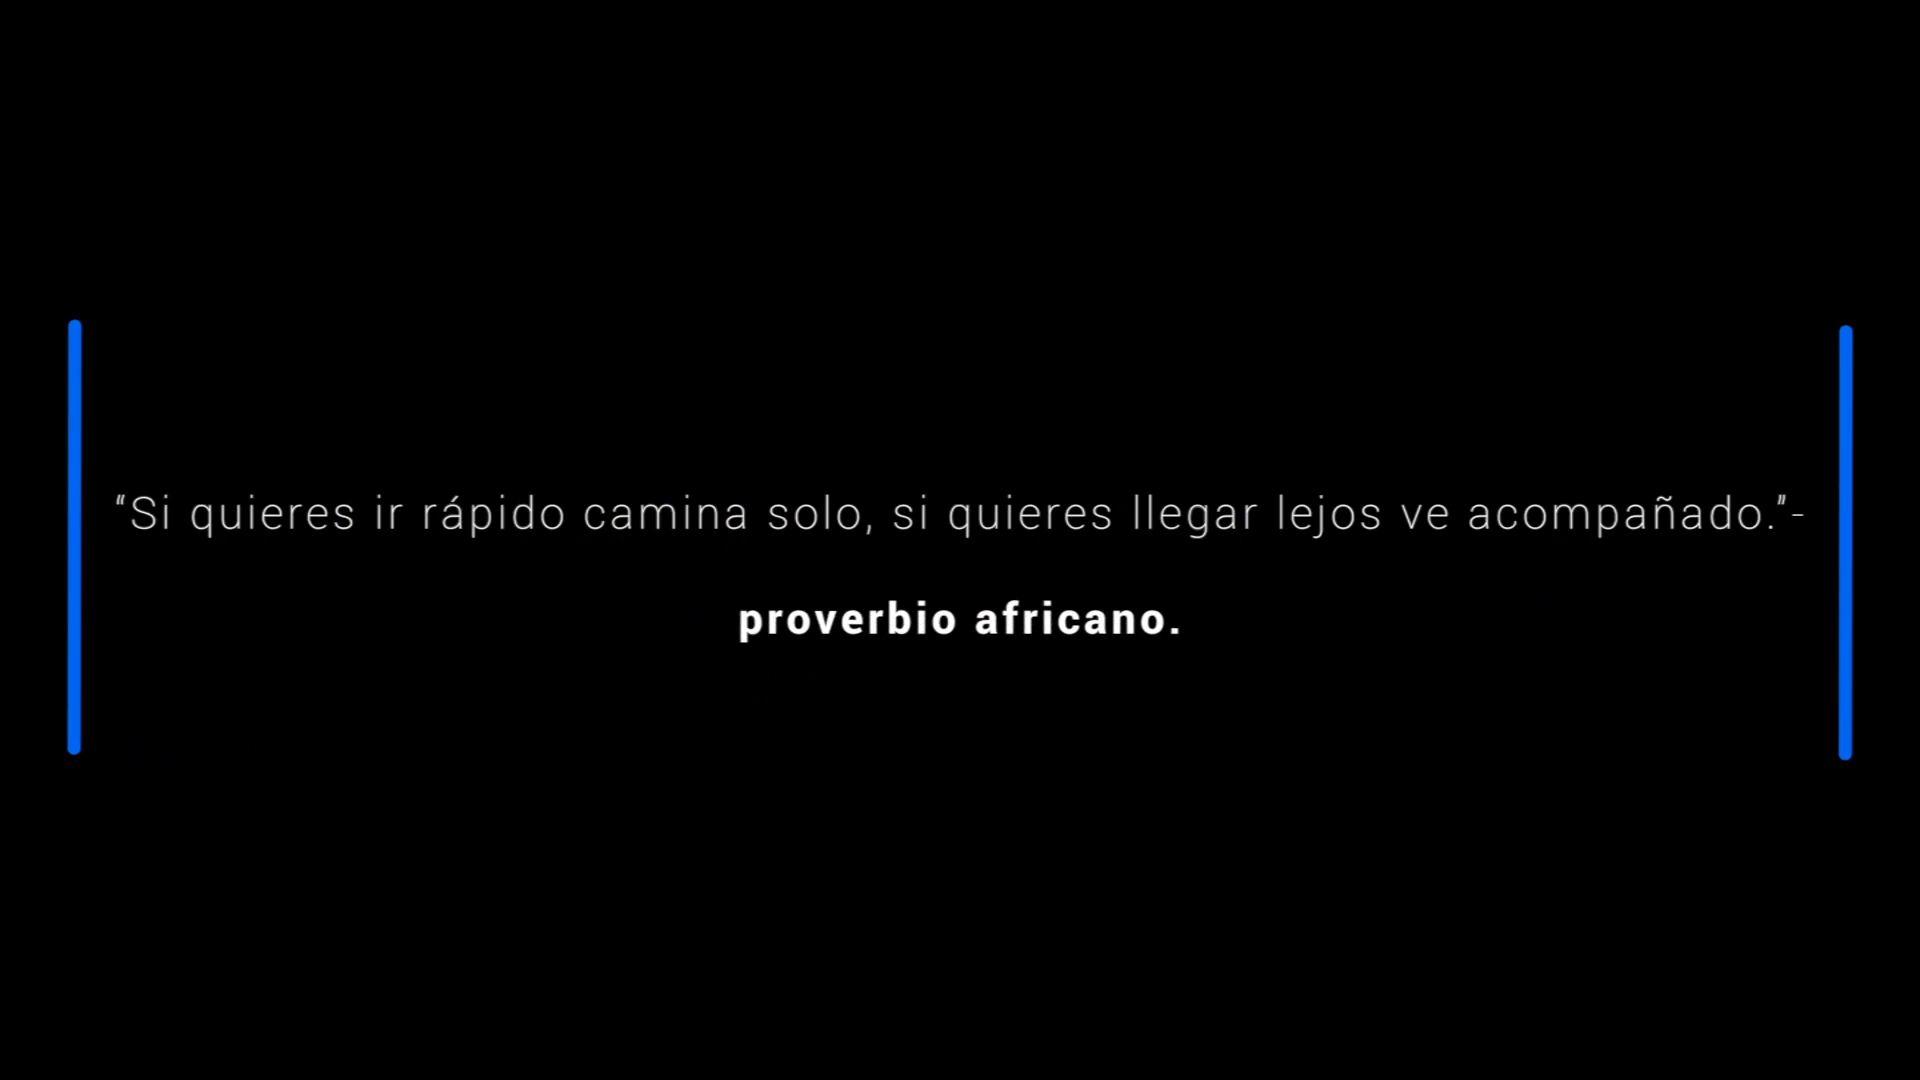 “Si quieres ir rápido camina solo, si quieres llegar lejos ve acompañado.”-
proverbio africano.